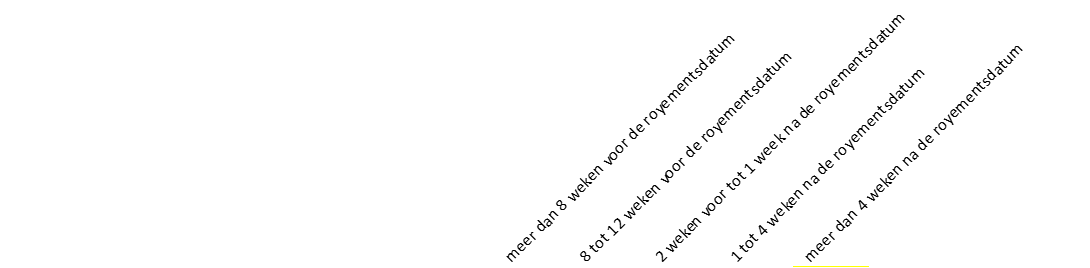 meer dan 8 weken voor de royementsdatum
8 tot 12 weken voor de royementsdatum
2 weken voor tot 1 week na de royementsdatum
1 tot 4 weken na de royementsdatum
meer dan 4 weken na de royementsdatum